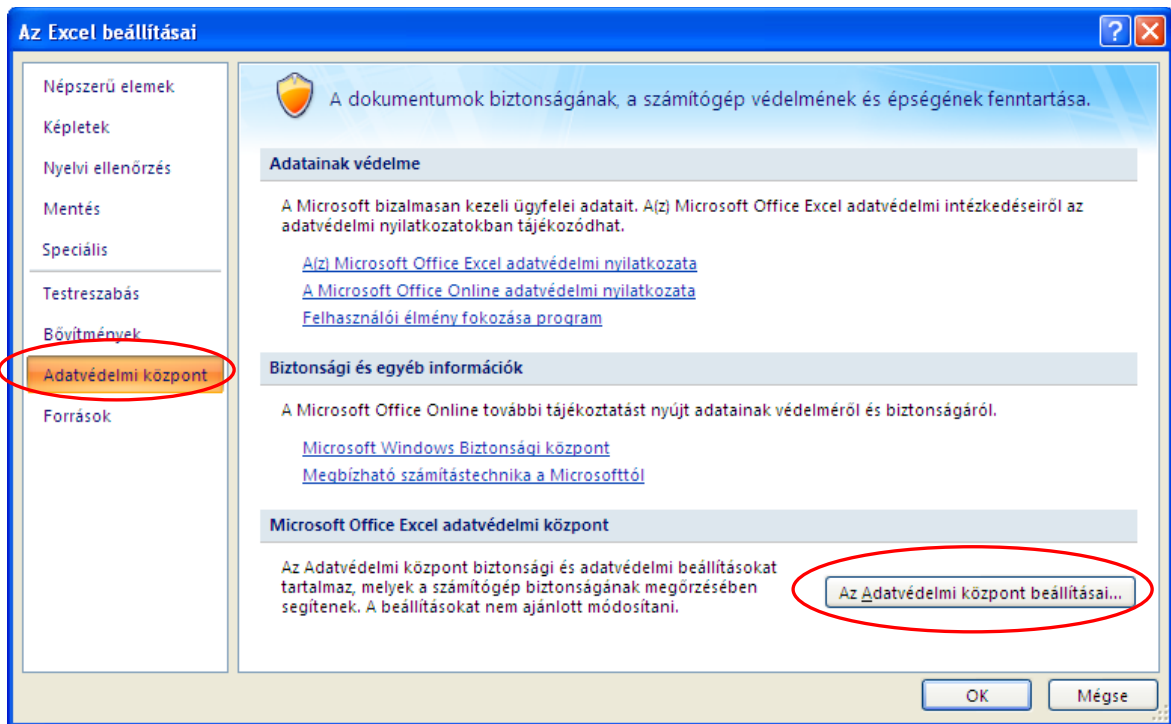 Az Excel beállításai
Népszerű elemek
Képletek
Nyelvi ellenőrzés
Mentés
Speciális
Testreszabás
Bővítmények
Adatvédelmi központ
Források
A dokumentumok biztonságának, a számítógép védelmének és épségének fenntartása.
Adatainak védelme
A Microsoft bizalmasan kezeli ügyfelei adatait. A(z) Microsoft Office Excel adatvédelmi intézkedéseiről az
adatvédelmi nyilatkozatokban tájékozódhat.
A(z) Microsoft Office Excel adatvédelmi nyilatkozata
A Microsoft Office Online adatvédelmi nyilatkozata
Felhasználói élmény fokozása program
Biztonsági és egyéb információk
A Microsoft Office Online további tájékoztatást nyújt adatainak védelméről és biztonságáról.
Microsoft Windows Biztonsági központ
Megbízható számítástechnika a Microsofttól
Microsoft Office Excel adatvédelmi központ
Az Adatvédelmi központ biztonsági és adatvédelmi beállításokat
tartalmaz, melyek a számítógép biztonságának megőrzésében
segítenek. A beállításokat nem ajánlott módosítani.
Az Adatvédelmi központ beállításai...
OK
Mégse